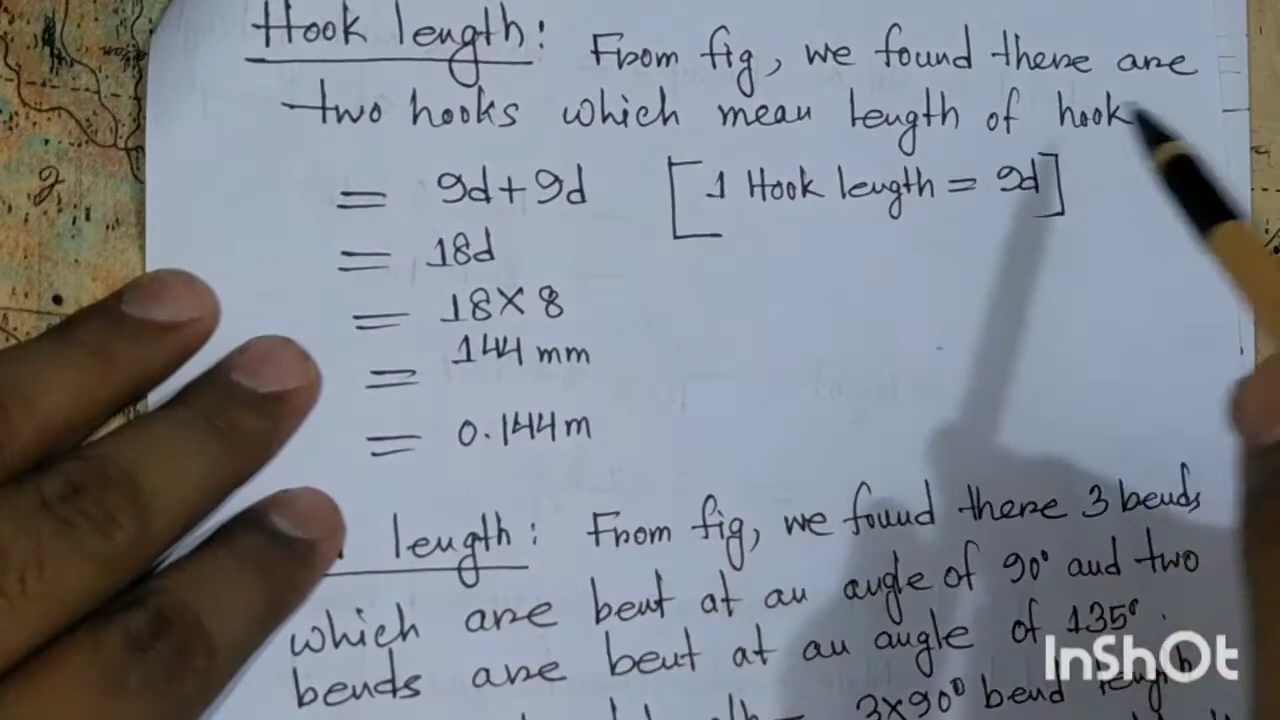 Hook length: From fig, we found there are
two hooks which mean length of hook
= 9d+9d [1 Hook length = 9d]
= 18d
= 18×8
= 144 mm
= 0.144m
length: From fig, we found there 3 bends
which are bent at an angle of 90° and two
bends are bent at an angle of 135°.
3×90° bend length
InShOt